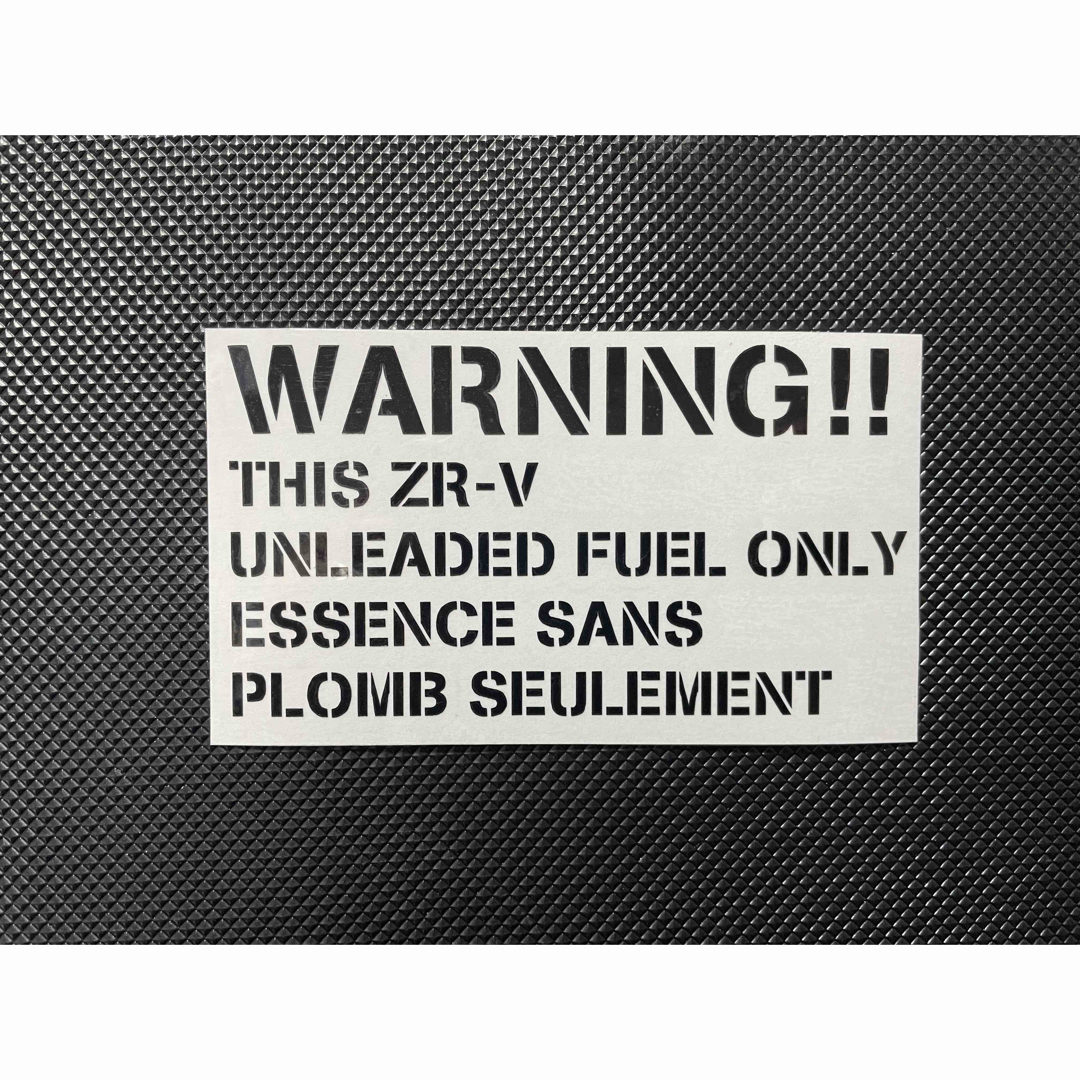 WARNING!!
THIS ZR-V
UNLEADED FUEL ONLY
ESSENCE SANS
PLOMB SEULEMENT